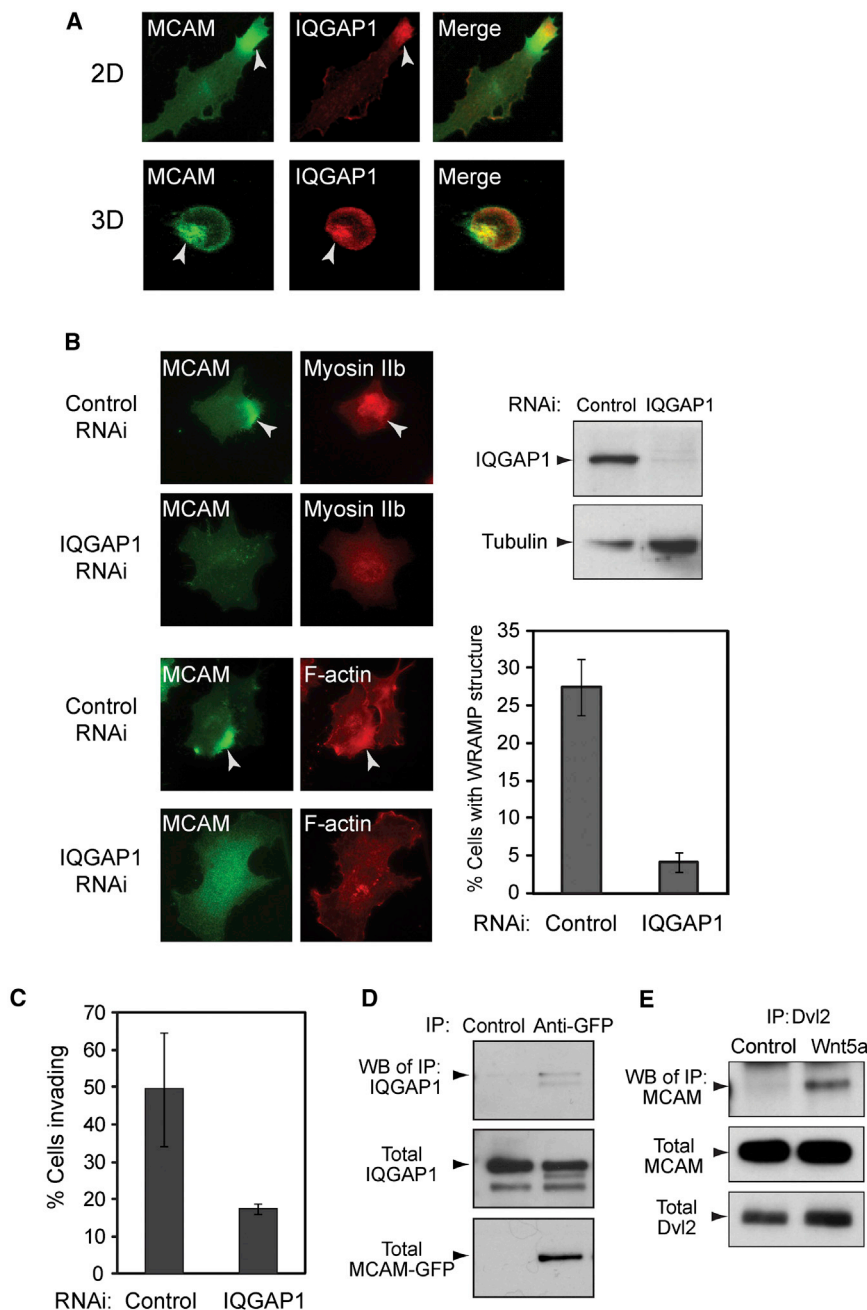 A
MCAM
IQGAP1
Merge
2D
MCAM
IQGAP1
Merge
3D
B
MCAM
Myosin IIb
Control
RNAi
MCAM
Myosin IIb
IQGAP1
RNAi
MCAM
F-actin
Control
RNAi
MCAM
F-actin
IQGAP1
RNAi
RNAi: Control IQGAP1
IQGAP1
Tubulin
% Cells with WRAMP structure
35
30
25
20
15
10
5
0
RNAi: Control IQGAP1
C
% Cells invading
70
60
50
40
30
20
10
0
RNAi: Control IQGAP1
D
IP: Control Anti-GFP
WB of IP:
IQGAP1
Total
IQGAP1
Total
MCAM-GFP
E
IP: Dvl2
Control Wnt5a
WB of IP:
MCAM
Total
MCAM
Total
Dvl2